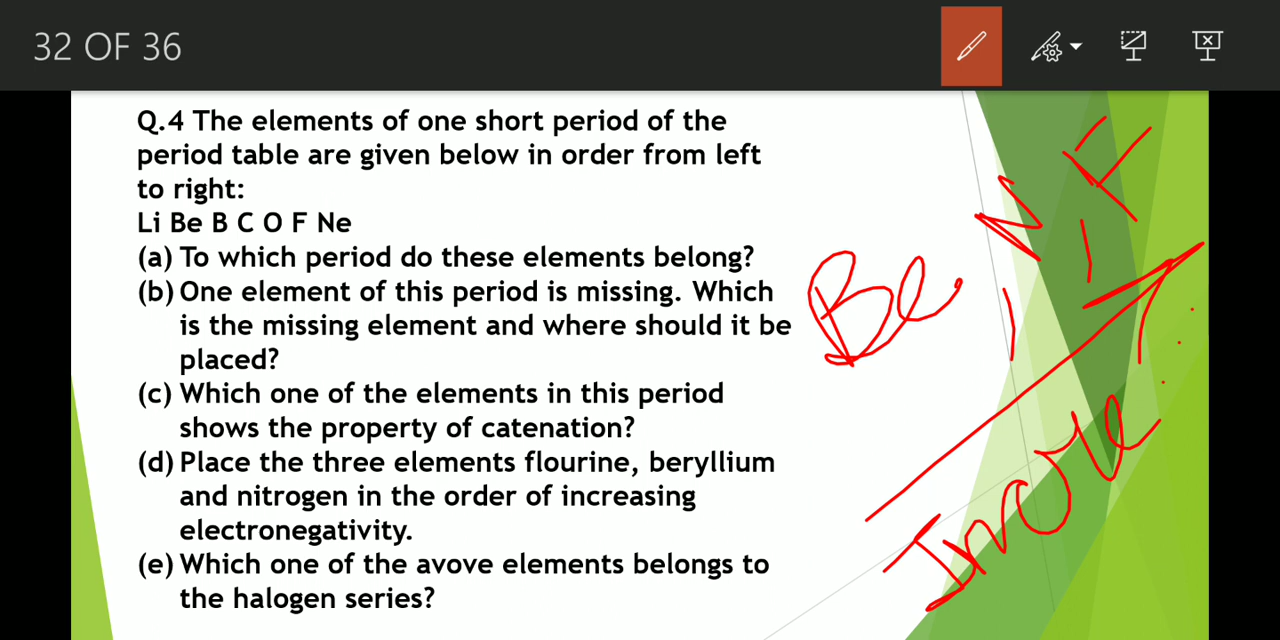 32 OF 36
Q.4 The elements of one short period of the
period table are given below in order from left
to right:
Li Be B C O F Ne
(a) To which period do these elements belong?
(b) One element of this period is missing. Which
is the missing element and where should it be
placed?
(c) Which one of the elements in this period
shows the property of catenation?
(d) Place the three elements flourine, beryllium
and nitrogen in the order of increasing
electronegativity.
(e) Which one of the avove elements belongs to
the halogen series?
Be, N, F